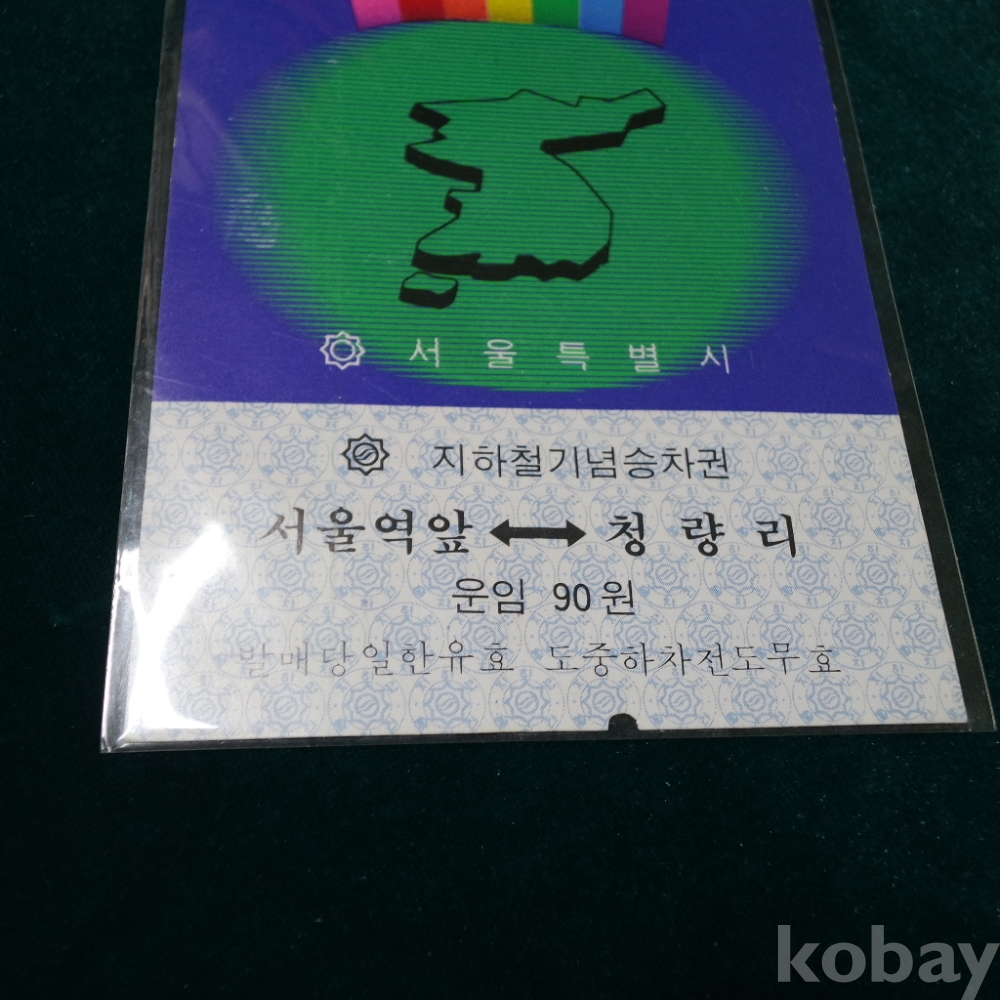 서울특별시
지하철기념승차권
서울역앞 ↔ 청량리
운임 90원
발매당일한유효 도중하차전도무효
kobay